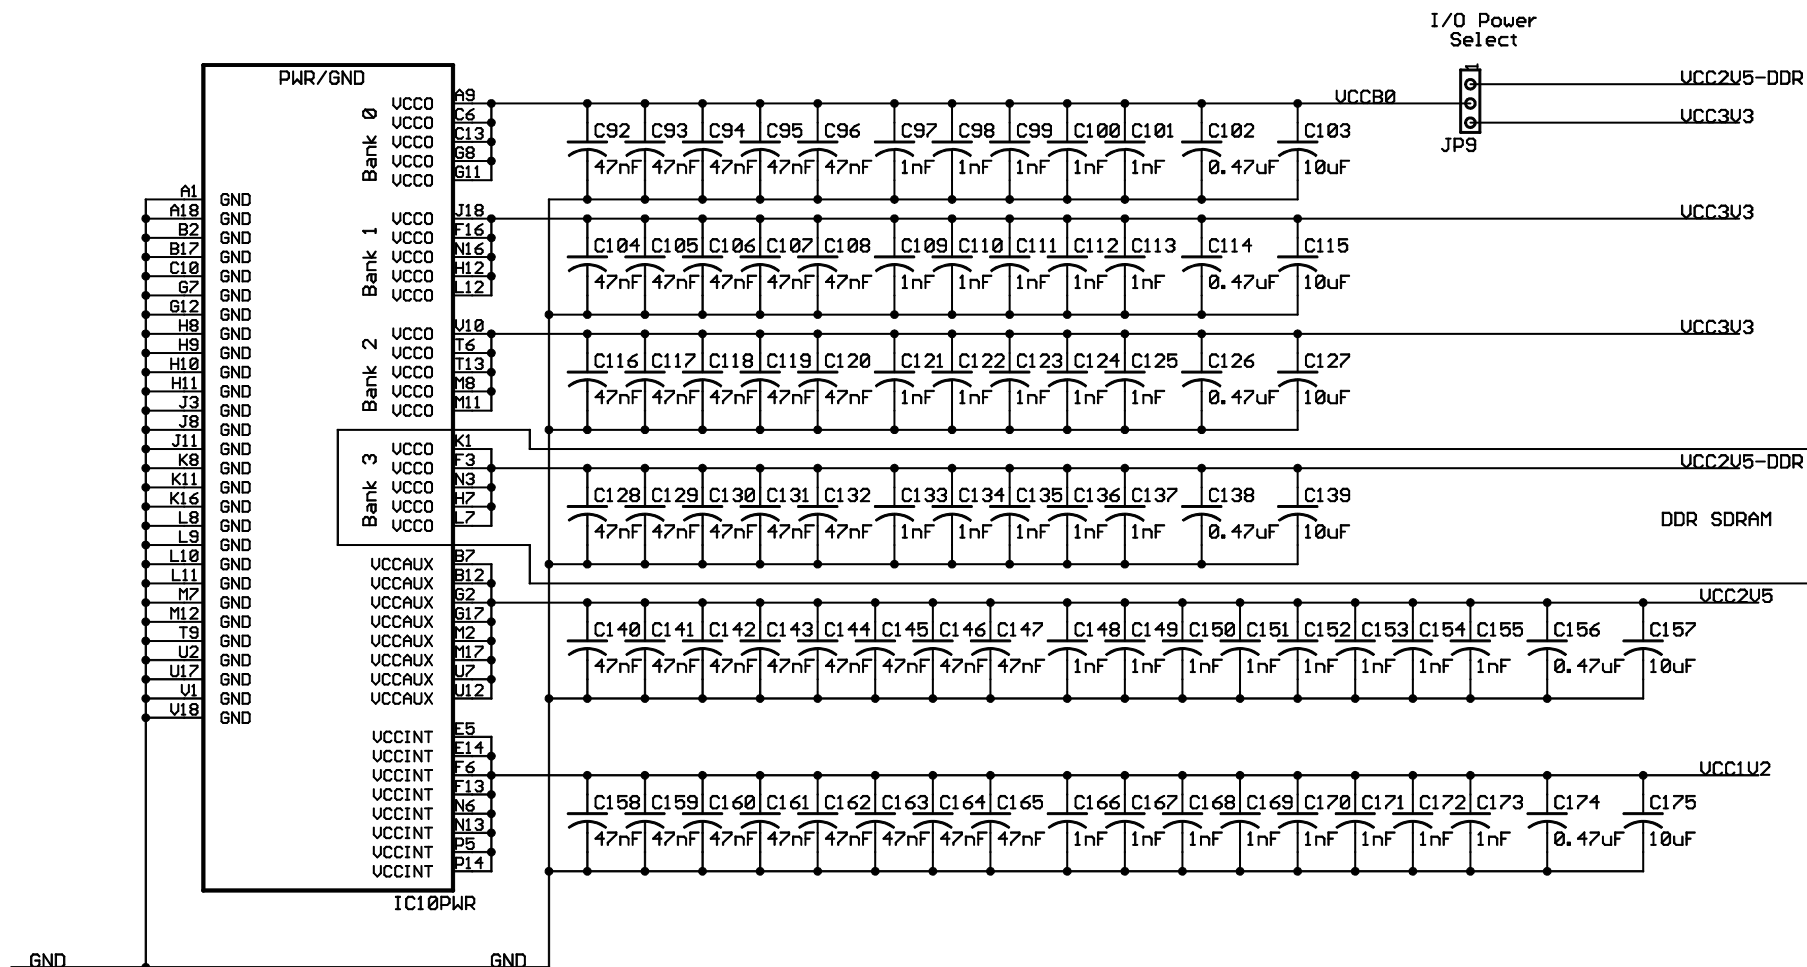 I/O Power
Select
PWR/GND
VCC2V5-DDR
VCCB0
VCC3V3
JP9
1
Bank 0
VCCO A9
VCCO C6
VCCO C13
VCCO G8
VCCO G11
C92 C93 C94 C95 C96 C97 C98 C99 C100 C101 C102 C103
47nF 47nF 47nF 47nF 47nF 1nF 1nF 1nF 1nF 1nF 0.47uF 10uF
A1 GND
A18 GND
B2 GND
B17 GND
C10 GND
G7 GND
G12 GND
H8 GND
H9 GND
H10 GND
H11 GND
J3 GND
J8 GND
J11 GND
K8 GND
K11 GND
K16 GND
L8 GND
L9 GND
L10 GND
L11 GND
M7 GND
M12 GND
T9 GND
U2 GND
U17 GND
V1 GND
V18 GND
Bank 1
VCCO J18
VCCO F16
VCCO N16
VCCO H12
VCCO L12
VCC3V3
C104 C105 C106 C107 C108 C109 C110 C111 C112 C113 C114 C115
47nF 47nF 47nF 47nF 47nF 1nF 1nF 1nF 1nF 1nF 0.47uF 10uF
Bank 2
VCCO V10
VCCO T6
VCCO T13
VCCO M8
VCCO M11
VCC3V3
C116 C117 C118 C119 C120 C121 C122 C123 C124 C125 C126 C127
47nF 47nF 47nF 47nF 47nF 1nF 1nF 1nF 1nF 1nF 0.47uF 10uF
Bank 3
VCCO K1
VCCO F3
VCCO N3
VCCO H7
VCCO L7
VCC2V5-DDR
C128 C129 C130 C131 C132 C133 C134 C135 C136 C137 C138 C139
47nF 47nF 47nF 47nF 47nF 1nF 1nF 1nF 1nF 1nF 0.47uF 10uF
DDR SDRAM
VCCAUX B7
VCCAUX B12
VCCAUX G2
VCCAUX G17
VCCAUX M2
VCCAUX M17
VCCAUX U7
VCCAUX U12
VCC2V5
C140 C141 C142 C143 C144 C145 C146 C147 C148 C149 C150 C151 C152 C153 C154 C155 C156 C157
47nF 47nF 47nF 47nF 47nF 47nF 47nF 47nF 1nF 1nF 1nF 1nF 1nF 1nF 1nF 1nF 0.47uF 10uF
VCCINT E5
VCCINT E14
VCCINT F6
VCCINT F13
VCCINT N6
VCCINT N13
VCCINT P5
VCCINT P14
VCC1V2
C158 C159 C160 C161 C162 C163 C164 C165 C166 C167 C168 C169 C170 C171 C172 C173 C174 C175
47nF 47nF 47nF 47nF 47nF 47nF 47nF 47nF 1nF 1nF 1nF 1nF 1nF 1nF 1nF 1nF 0.47uF 10uF
IC10PWR
GND
GND